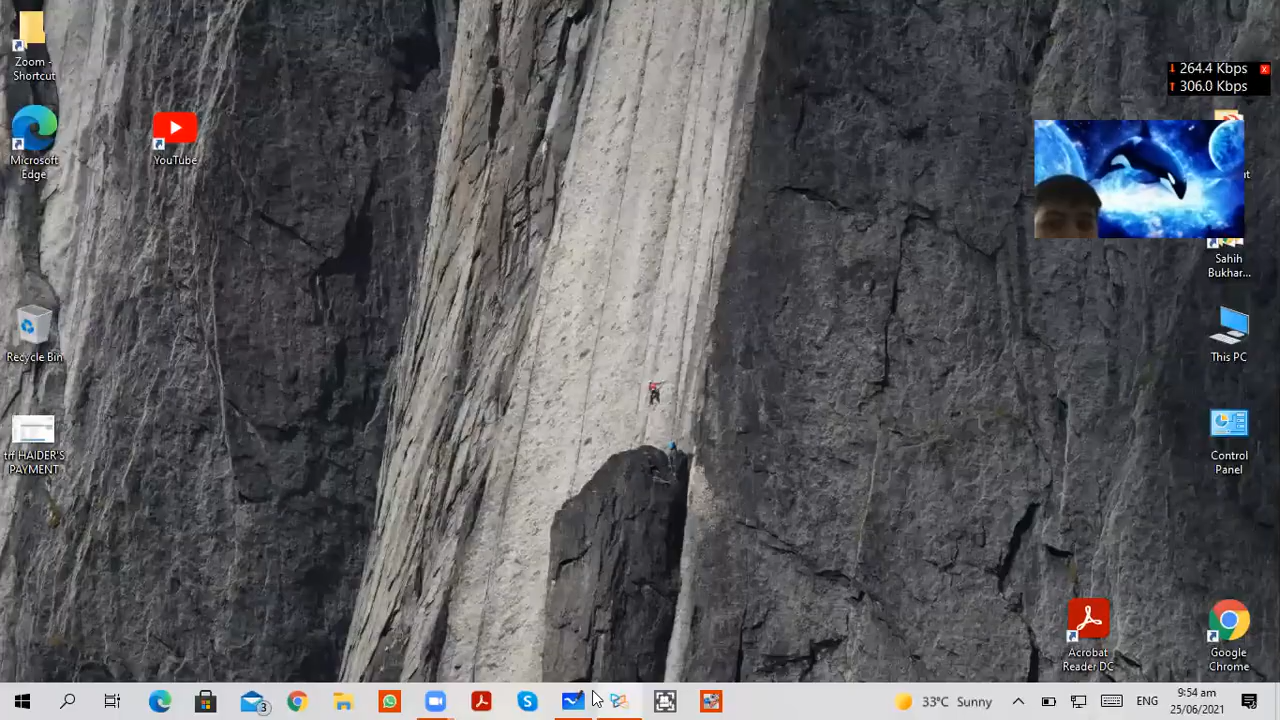 Zoom -
Shortcut
Microsoft
Edge
YouTube
Recycle Bin
HAIDER'S
PAYMENT
264.4 Kbps
x
306.0 Kbps
Sahih
Bukhar...
This PC
Control
Panel
Acrobat
Reader DC
Google
Chrome
3
33°C Sunny
ENG
9:54 am
25/06/2021